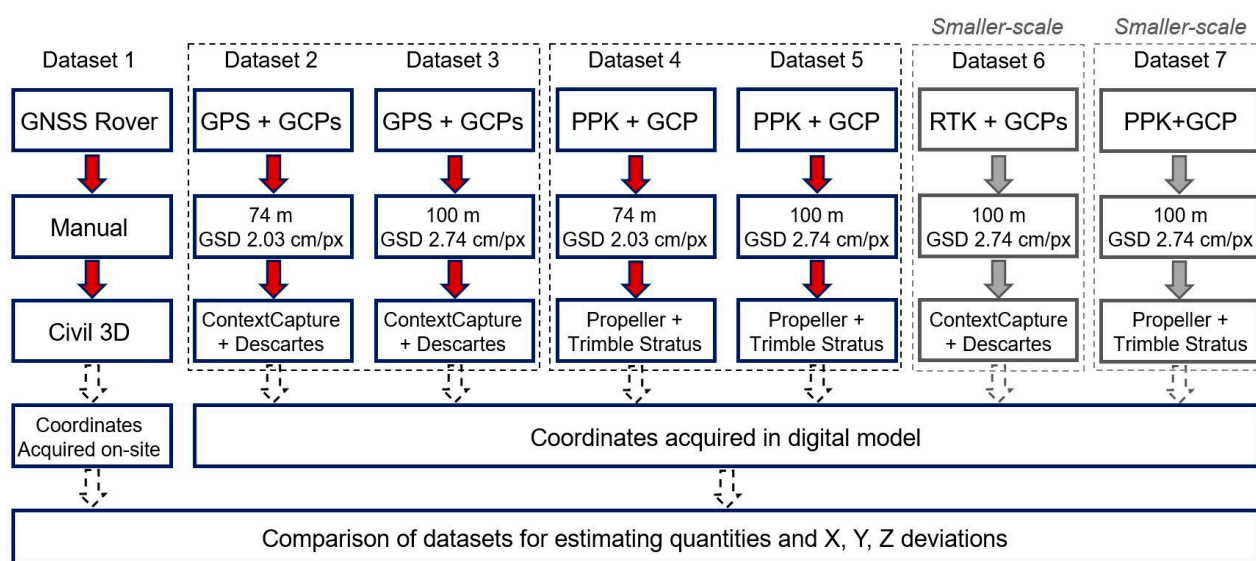 Smaller-scale
Smaller-scale
Dataset 1
Dataset 2
Dataset 3
Dataset 4
Dataset 5
Dataset 6
Dataset 7
GNSS Rover
GPS + GCPs
GPS + GCPs
PPK + GCP
PPK + GCP
RTK + GCPs
PPK+GCP
Manual
74 m
GSD 2.03 cm/px
100 m
GSD 2.74 cm/px
74 m
GSD 2.03 cm/px
100 m
GSD 2.74 cm/px
100 m
GSD 2.74 cm/px
100 m
GSD 2.74 cm/px
Civil 3D
ContextCapture
+ Descartes
ContextCapture
+ Descartes
Propeller +
Trimble Stratus
Propeller +
Trimble Stratus
ContextCapture
+ Descartes
Propeller +
Trimble Stratus
Coordinates
Acquired on-site
Coordinates acquired in digital model
Comparison of datasets for estimating quantities and X, Y, Z deviations